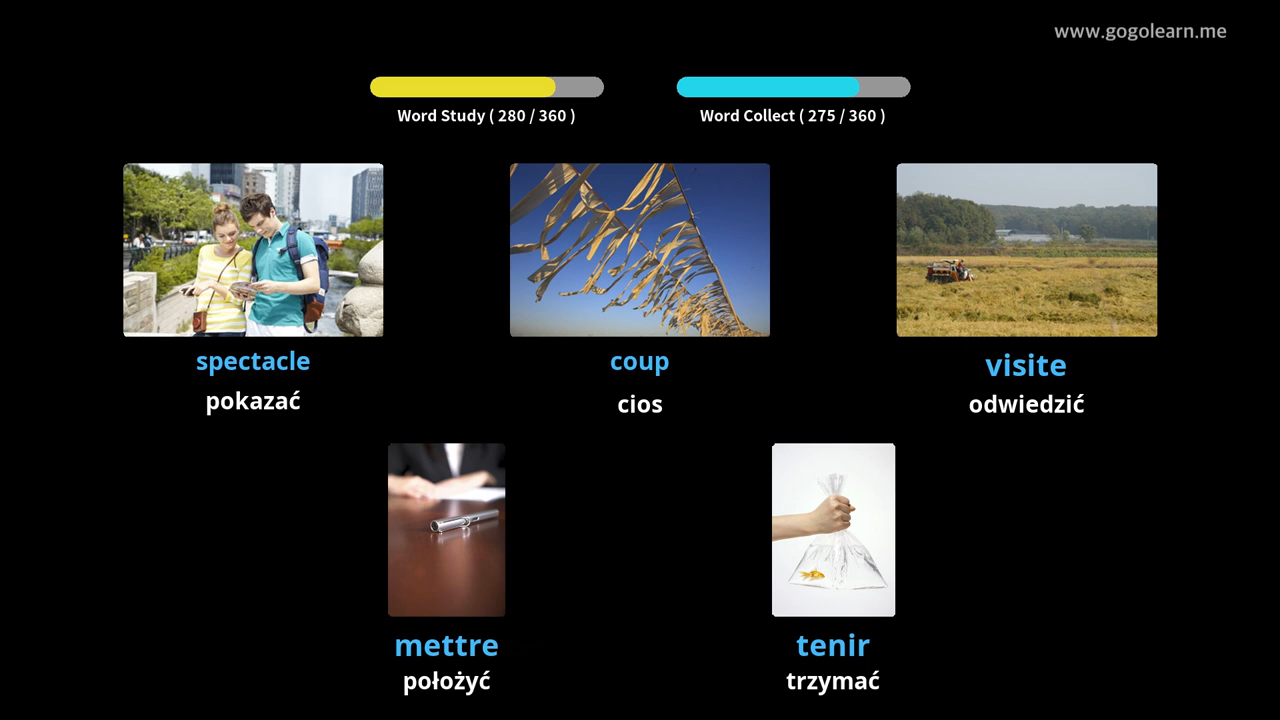 www.gogolearn.me
Word Study ( 280 / 360 )
Word Collect ( 275 / 360 )
spectacle
coup
visite
pokazać
cios
odwiedzić
mettre
tenir
położyć
trzymać